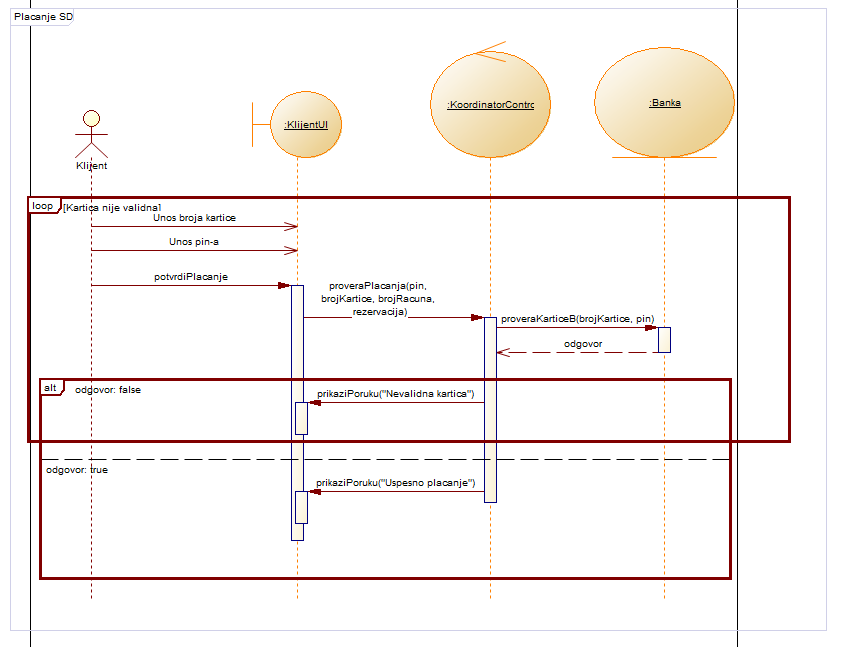 Placanje SD
:KlijentUI
:KoordinatorContro
:Banka
Klijent
loop
[Kartica nije validna]
Unos broja kartice
Unos pin-a
potvrdiPlacanje
proveraPlacanja(pin,
brojKartice, brojRacuna,
rezervacija)
proveraKarticeB(brojKartice, pin)
odgovor
alt
odgovor: false
prikaziPoruku("Nevalidna kartica")
odgovor: true
prikaziPoruku("Uspesno placanje")